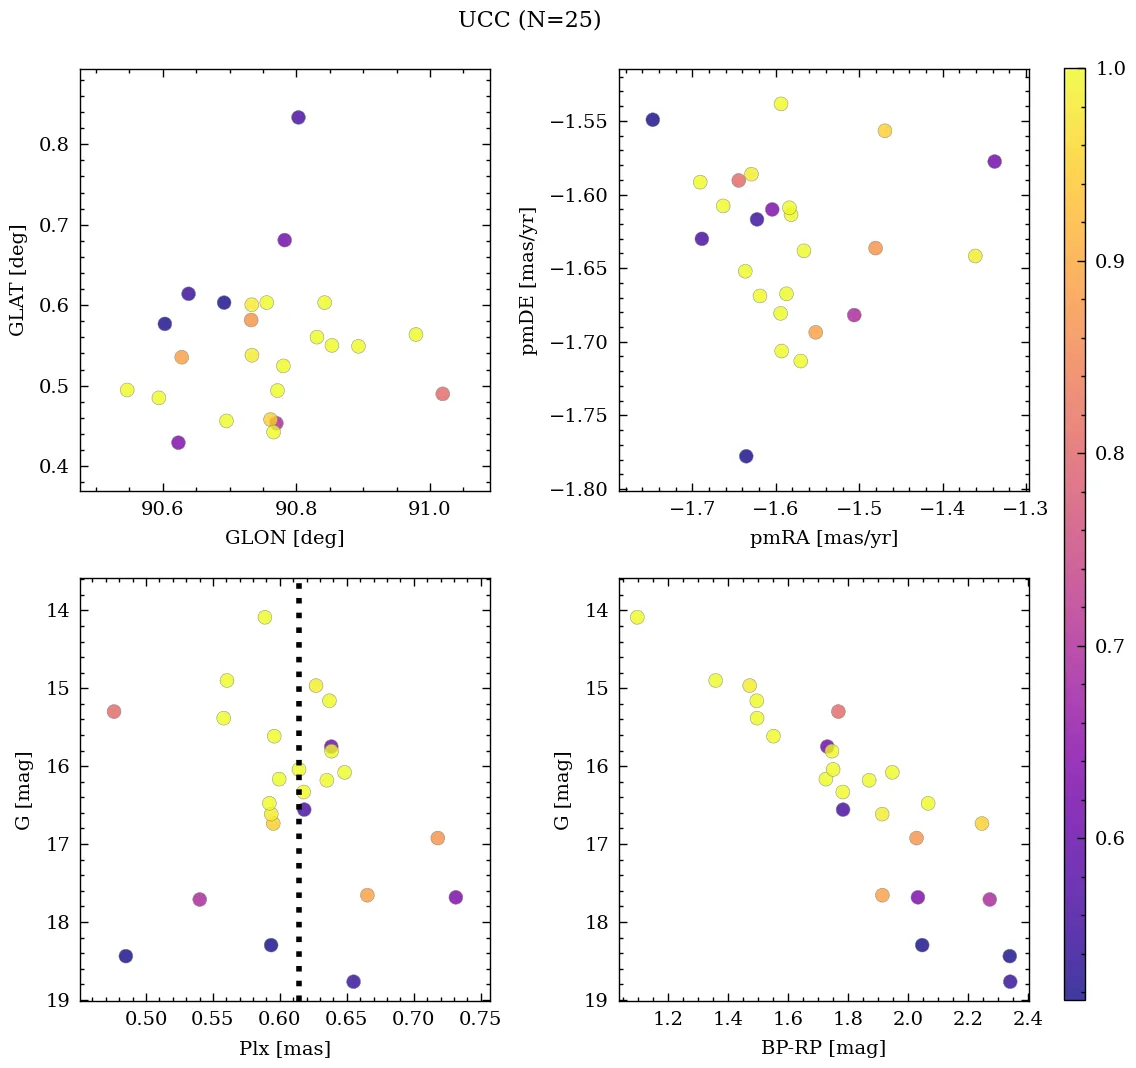 UCC (N=25)
0.8
0.7
0.6
0.5
0.4
GLAT [deg]
90.6 90.8 91.0
GLON [deg]
−1.55
−1.60
−1.65
−1.70
−1.75
−1.80
pmDE [mas/yr]
−1.7 −1.6 −1.5 −1.4 −1.3
pmRA [mas/yr]
14
15
16
17
18
19
G [mag]
0.50 0.55 0.60 0.65 0.70 0.75
Plx [mas]
14
15
16
17
18
19
G [mag]
1.2 1.4 1.6 1.8 2.0 2.2 2.4
BP-RP [mag]
1.0
0.9
0.8
0.7
0.6